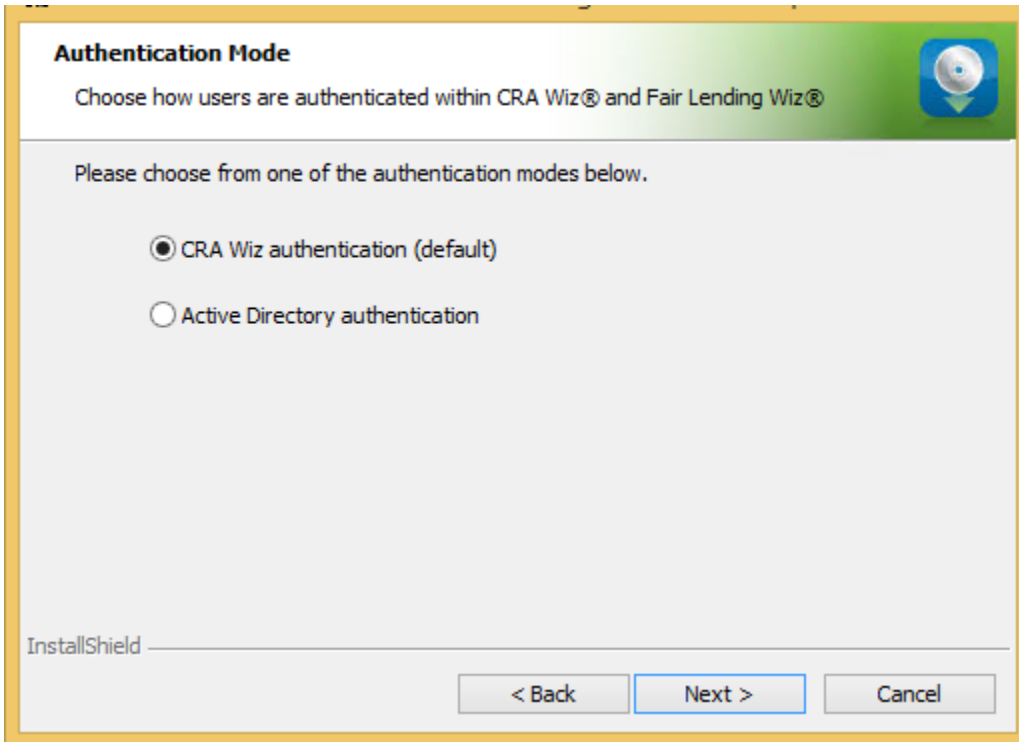 Authentication Mode
Choose how users are authenticated within CRA Wiz® and Fair Lending Wiz®
Please choose from one of the authentication modes below.
CRA Wiz authentication (default)
Active Directory authentication
InstallShield
< Back Next > Cancel